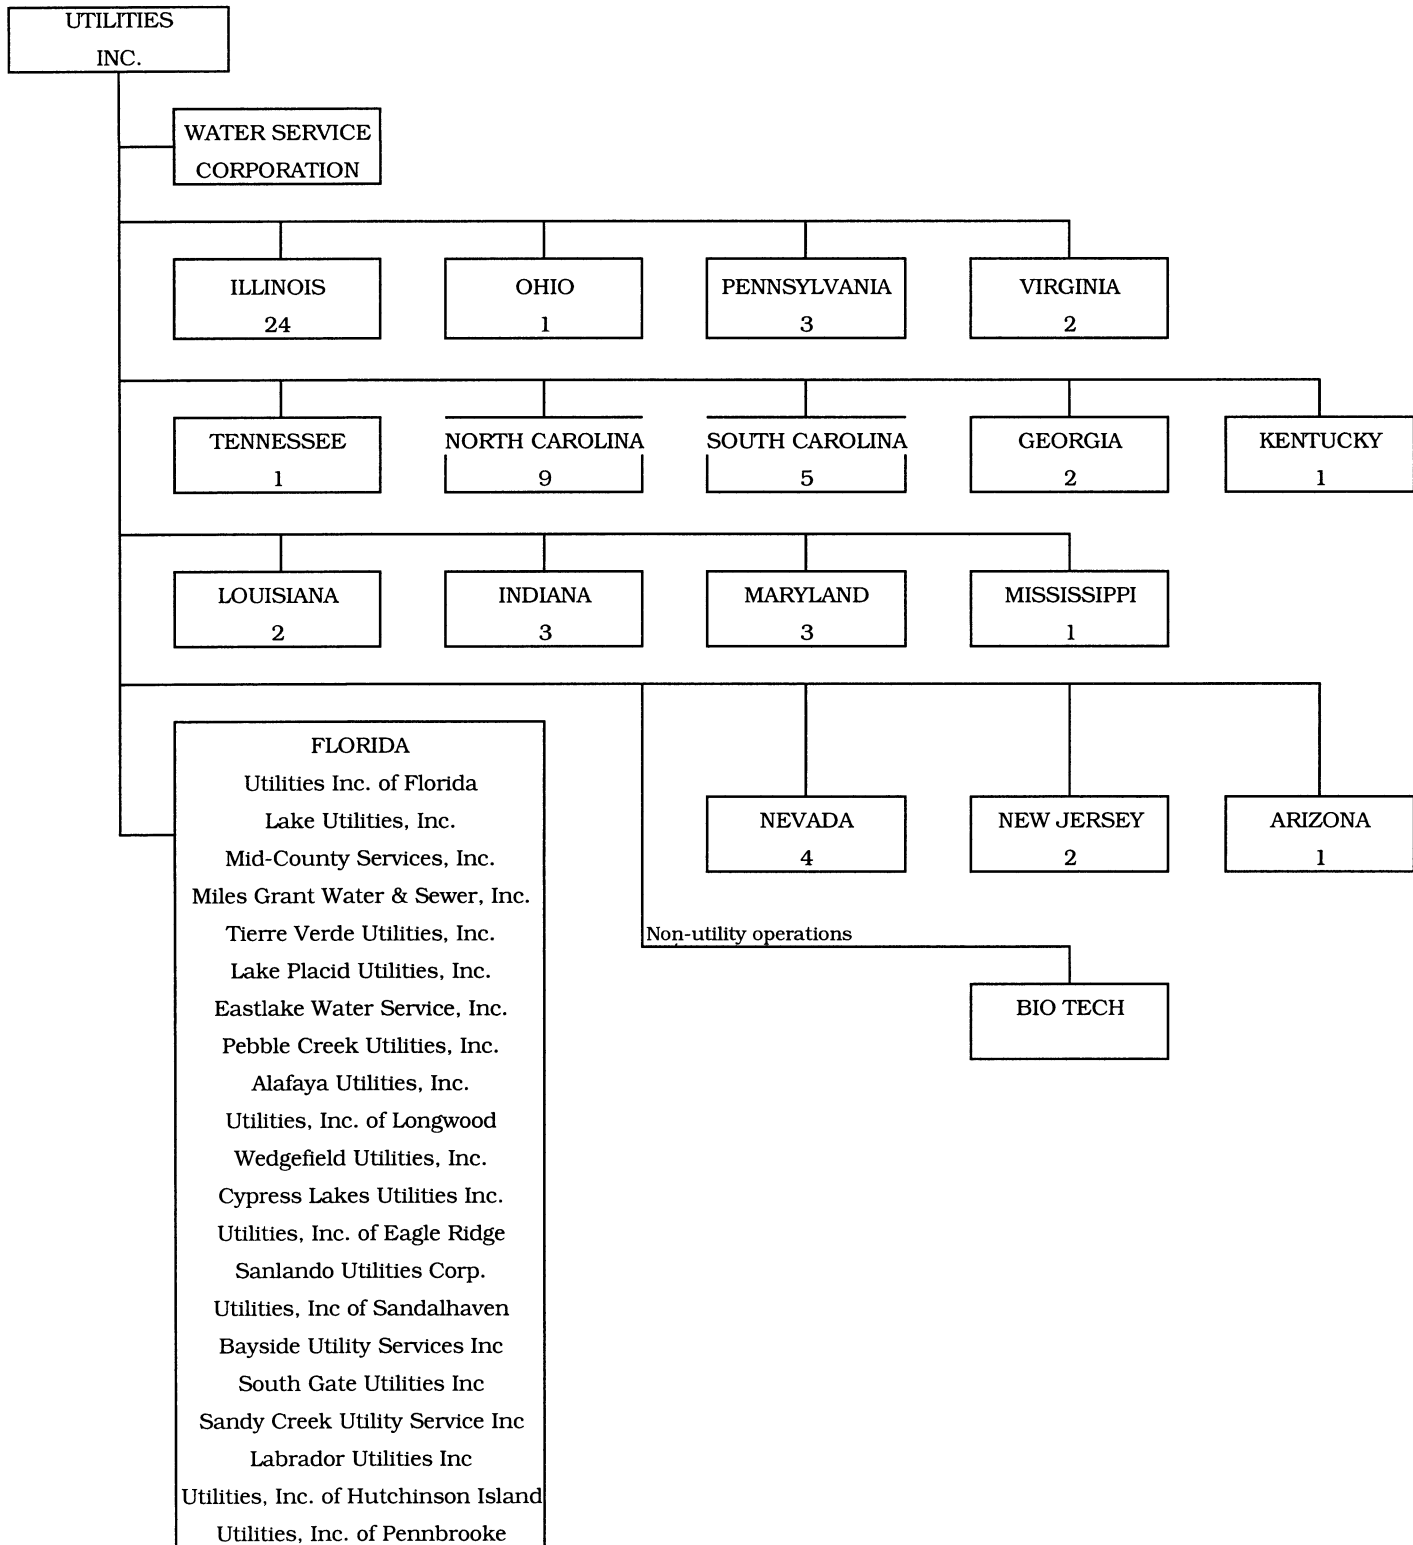 UTILITIES
INC.
WATER SERVICE
CORPORATION
ILLINOIS
24
OHIO
1
PENNSYLVANIA
3
VIRGINIA
2
TENNESSEE
1
NORTH CAROLINA
9
SOUTH CAROLINA
5
GEORGIA
2
KENTUCKY
1
LOUISIANA
2
INDIANA
3
MARYLAND
3
MISSISSIPPI
1
FLORIDA
Utilities Inc. of Florida
Lake Utilities, Inc.
Mid-County Services, Inc.
Miles Grant Water & Sewer, Inc.
Tierre Verde Utilities, Inc.
Lake Placid Utilities, Inc.
Eastlake Water Service, Inc.
Pebble Creek Utilities, Inc.
Alafaya Utilities, Inc.
Utilities, Inc. of Longwood
Wedgefield Utilities, Inc.
Cypress Lakes Utilities Inc.
Utilities, Inc. of Eagle Ridge
Sanlando Utilities Corp.
Utilities, Inc of Sandalhaven
Bayside Utility Services Inc
South Gate Utilities Inc
Sandy Creek Utility Service Inc
Labrador Utilities Inc
Utilities, Inc. of Hutchinson Island
Utilities, Inc. of Pennbrooke
NEVADA
4
NEW JERSEY
2
ARIZONA
1
Non-utility operations
BIO TECH